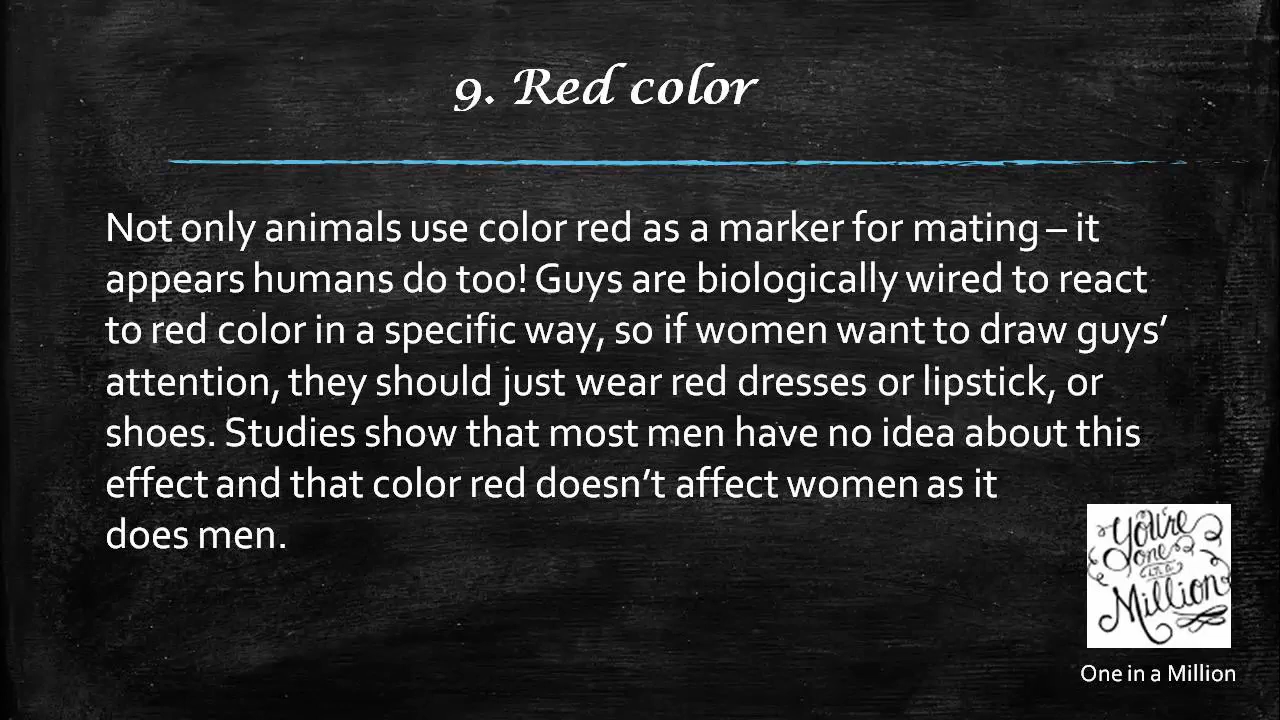 9. Red color
Not only animals use color red as a marker for mating – it
appears humans do too! Guys are biologically wired to react
to red color in a specific way, so if women want to draw guys’
attention, they should just wear red dresses or lipstick, or
shoes. Studies show that most men have no idea about this
effect and that color red doesn’t affect women as it
does men.
You're
one
in a
Million
One in a Million